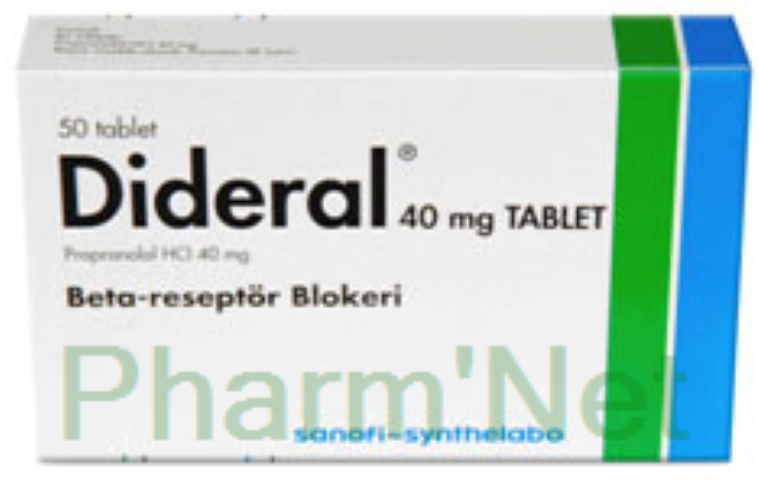 50 tablet
Dideral® 40 mg TABLET
Propranolol HCl 40 mg
Beta-reseptör Blokeri
Pharm'Net
sanofi~synthelabo